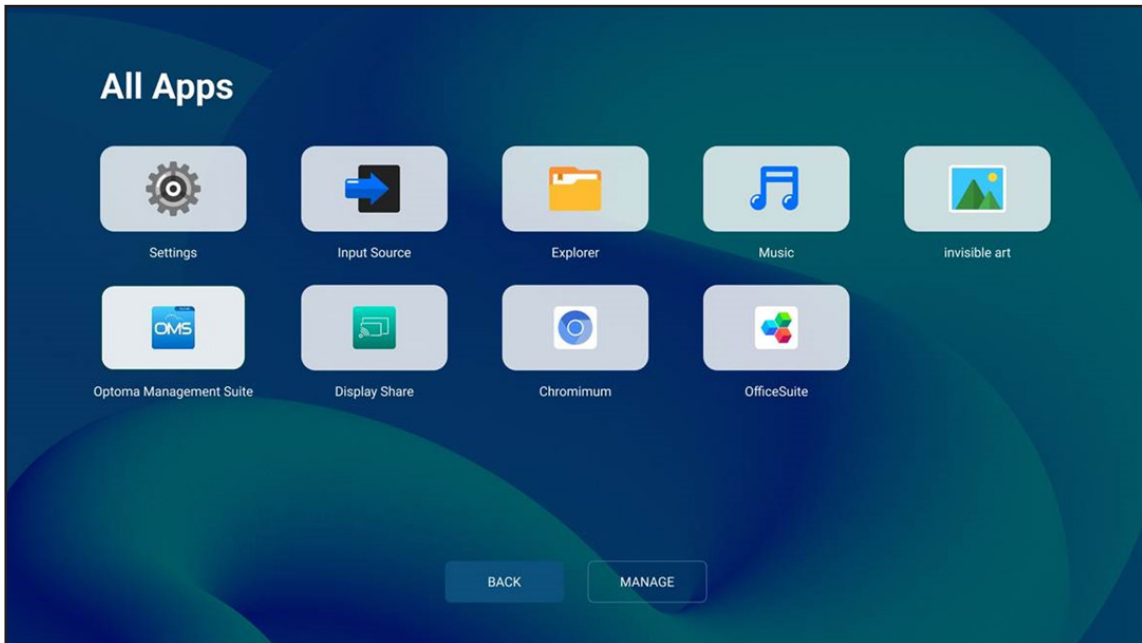 All Apps
Settings Input Source Explorer Music invisible art
OMS
Optoma Management Suite Display Share Chromimum OfficeSuite
BACK MANAGE